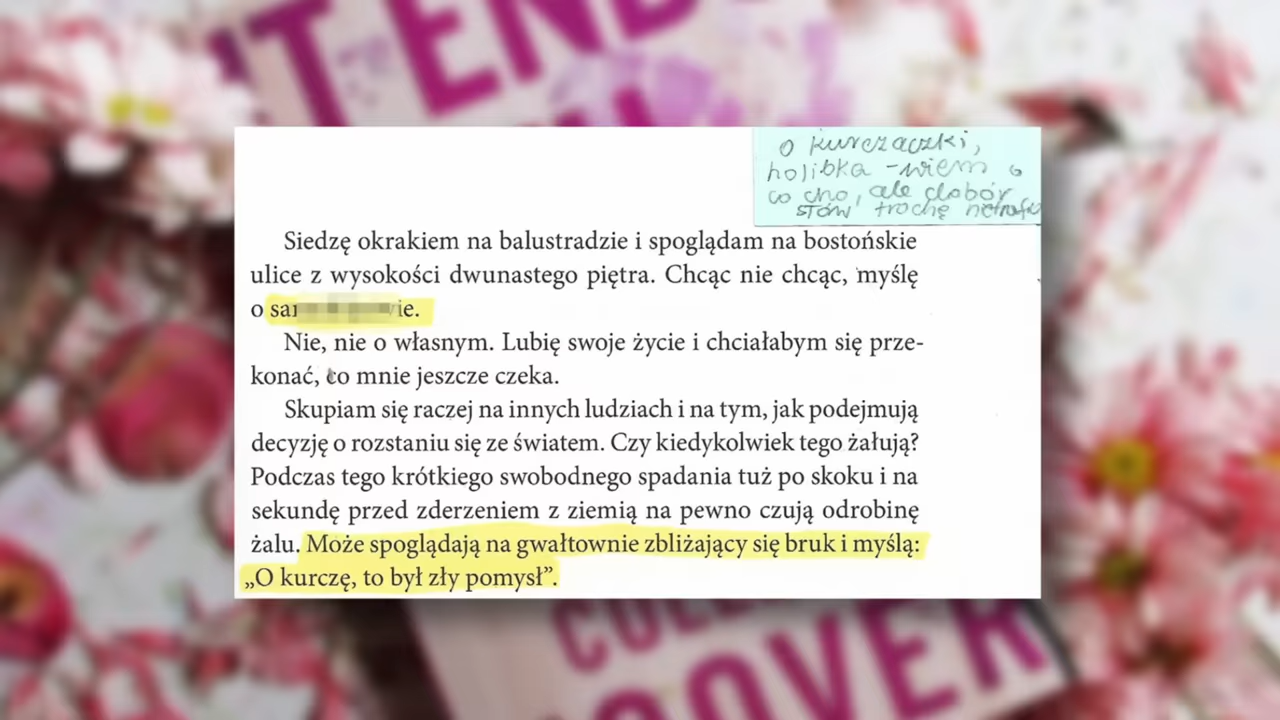 IT ENDS
o kurczaczki,
holibka - wiem o
co cho, ale dobór
słów trochę
Siedzę okrakiem na balustradzie i spoglądam na bostońskie
ulice z wysokości dwunastego piętra. Chcąc nie chcąc, myślę
o
Nie, nie o własnym. Lubię swoje życie i chciałabym się prze-
konać, co mnie jeszcze czeka.
Skupiam się raczej na innych ludziach i na tym, jak podejmują
decyzję o rozstaniu się ze światem. Czy kiedykolwiek tego żałują?
Podczas tego krótkiego swobodnego spadania tuż po skoku i na
sekundę przed zderzeniem z ziemią na pewno czują odrobinę
żalu. Może spoglądają na gwałtownie zbliżający się bruk i myślą:
„O kurczę, to był zły pomysł”.
COLLEEN
HOOVER